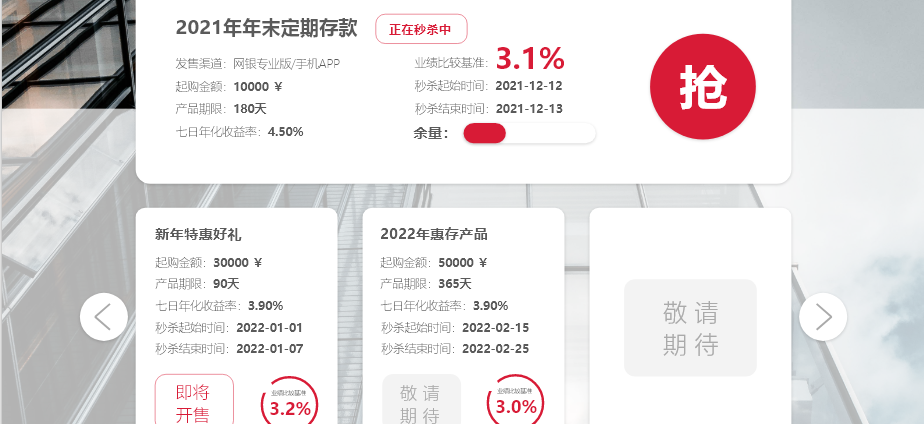 2021年年末定期存款 正在秒杀中
发售渠道：网银专业版/手机APP
起购金额：10000 ￥
产品期限：180天
七日年化收益率：4.50%
业绩比较基准：3.1%
秒杀起始时间：2021-12-12
秒杀结束时间：2021-12-13
余量：
抢
新年特惠好礼
起购金额：30000 ￥
产品期限：90天
七日年化收益率：3.90%
秒杀起始时间：2022-01-01
秒杀结束时间：2022-01-07
即将
开售
业绩比较基准
3.2%
2022年惠存产品
起购金额：50000 ￥
产品期限：365天
七日年化收益率：3.90%
秒杀起始时间：2022-02-15
秒杀结束时间：2022-02-25
敬请
期待
业绩比较基准
3.0%
敬请
期待